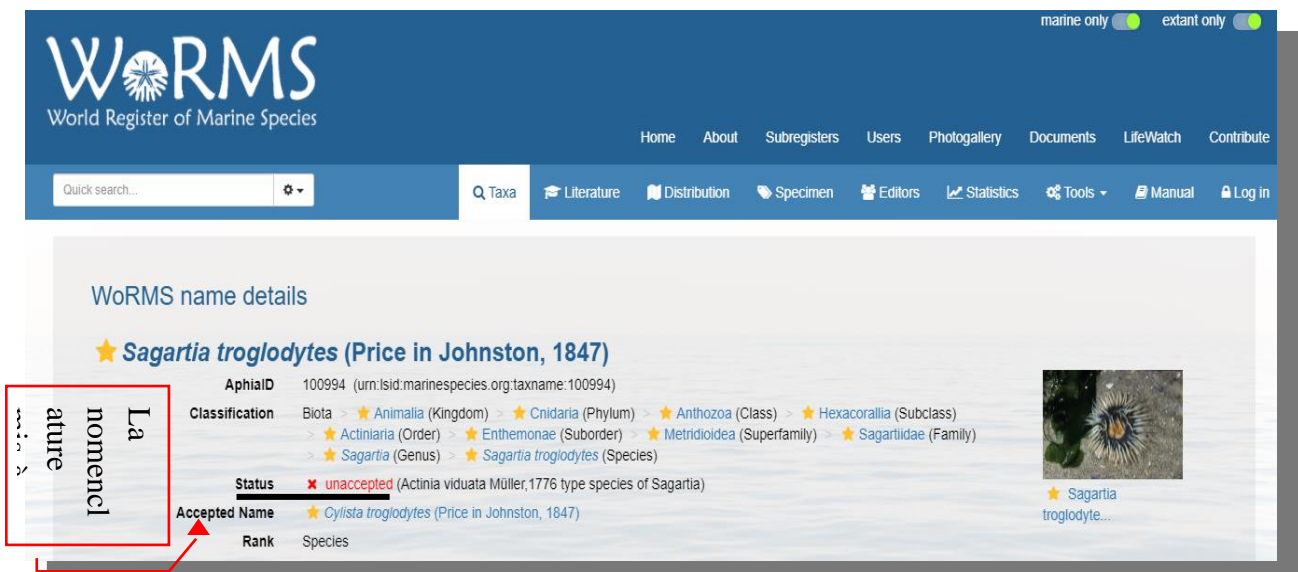 marine only extant only
WoRMS
World Register of Marine Species
Home About Subregisters Users Photogallery Documents LifeWatch Contribute
Quick search...
Taxa Literature Distribution Specimen Editors Statistics Tools Manual Log in
WoRMS name details
Sagartia troglodytes (Price in Johnston, 1847)
AphiaID 100994 (urn:lsid:marinespecies.org:taxname:100994)
Classification Biota > Animalia (Kingdom) > Cnidaria (Phylum) > Anthozoa (Class) > Hexacorallia (Subclass)
> Actiniaria (Order) > Enthemonae (Suborder) > Metridioidea (Superfamily) > Sagartiidae (Family)
> Sagartia (Genus) > Sagartia troglodytes (Species)
Status unaccepted (Actinia viduata Müller,1776 type species of Sagartia)
Accepted Name Cylista troglodytes (Price in Johnston, 1847)
Rank Species
Sagartia
troglodyte...
La
nomencl
ature